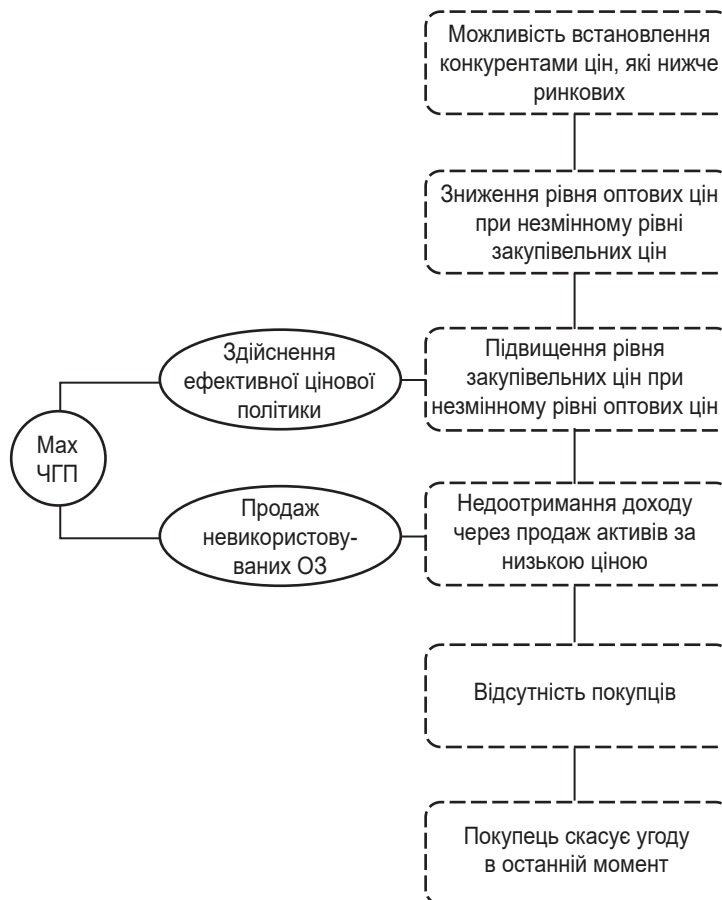 Можливість встановлення
конкурентами цін, які нижче
ринкових
Зниження рівня оптових цін
при незмінному рівні
закупівельних цін
Здійснення
ефективної цінової
політики
Підвищення рівня
закупівельних цін при
незмінному рівні оптових цін
Max
ЧГП
Продаж
невикористову-
ваних ОЗ
Недоотримання доходу
через продаж активів за
низькою ціною
Відсутність покупців
Покупець скасує угоду
в останній момент